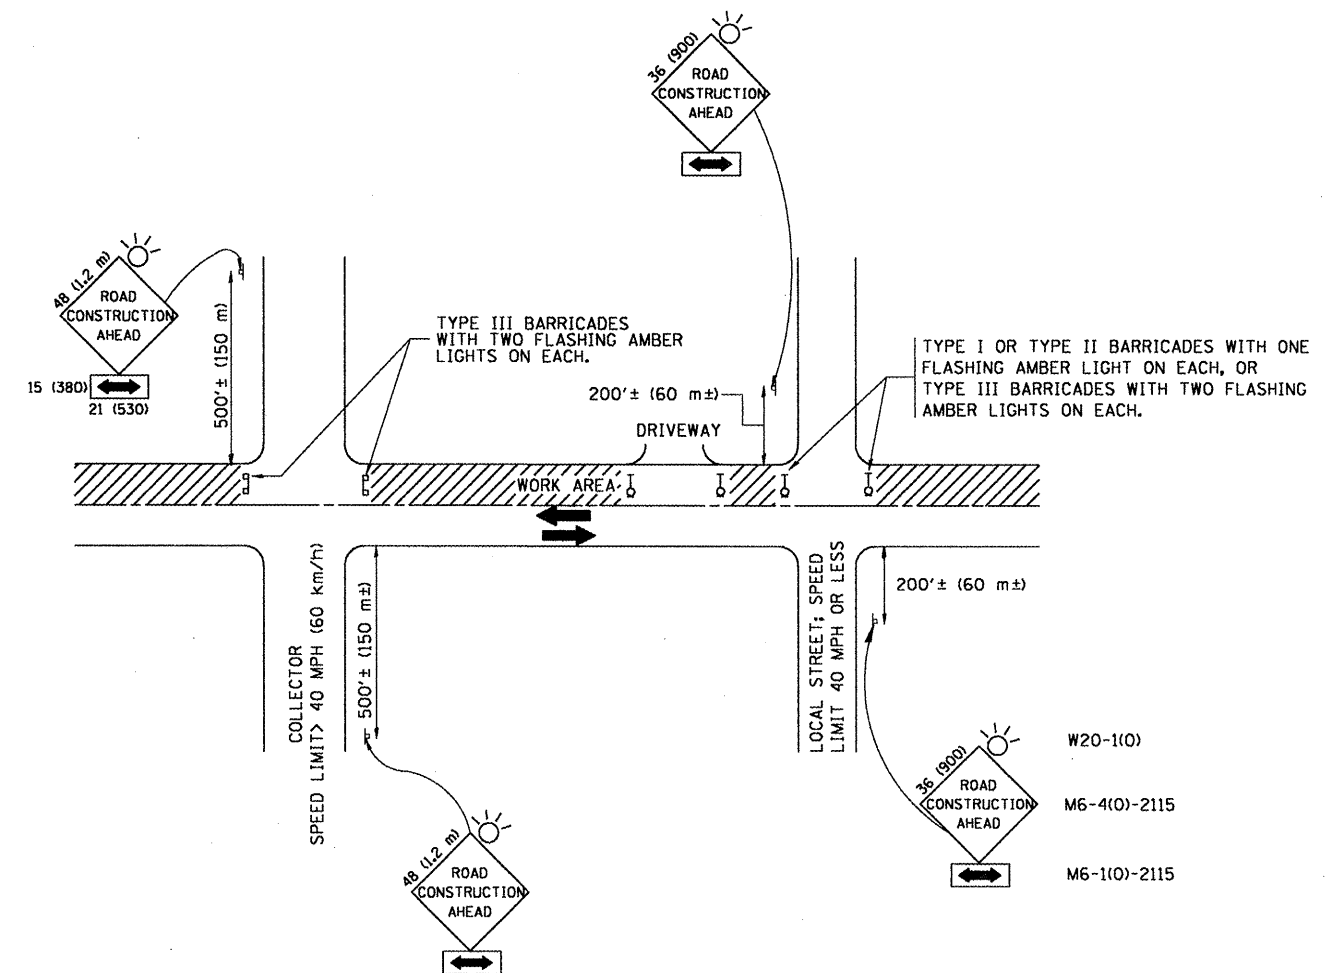 36 (900)
ROAD
CONSTRUCTION
AHEAD
48 (1.2 m)
ROAD
CONSTRUCTION
AHEAD
15 (380)
21 (530)
500'± (150 m)
TYPE III BARRICADES
WITH TWO FLASHING AMBER
LIGHTS ON EACH.
200'± (60 m±)
DRIVEWAY
TYPE I OR TYPE II BARRICADES WITH ONE
FLASHING AMBER LIGHT ON EACH, OR
TYPE III BARRICADES WITH TWO FLASHING
AMBER LIGHTS ON EACH.
WORK AREA
COLLECTOR
SPEED LIMIT> 40 MPH (60 km/h)
500'± (150 m±)
LOCAL STREET; SPEED
LIMIT 40 MPH OR LESS
200'± (60 m±)
36 (900)
ROAD
CONSTRUCTION
AHEAD
W20-1(O)
M6-4(O)-2115
M6-1(O)-2115
48 (1.2 m)
ROAD
CONSTRUCTION
AHEAD